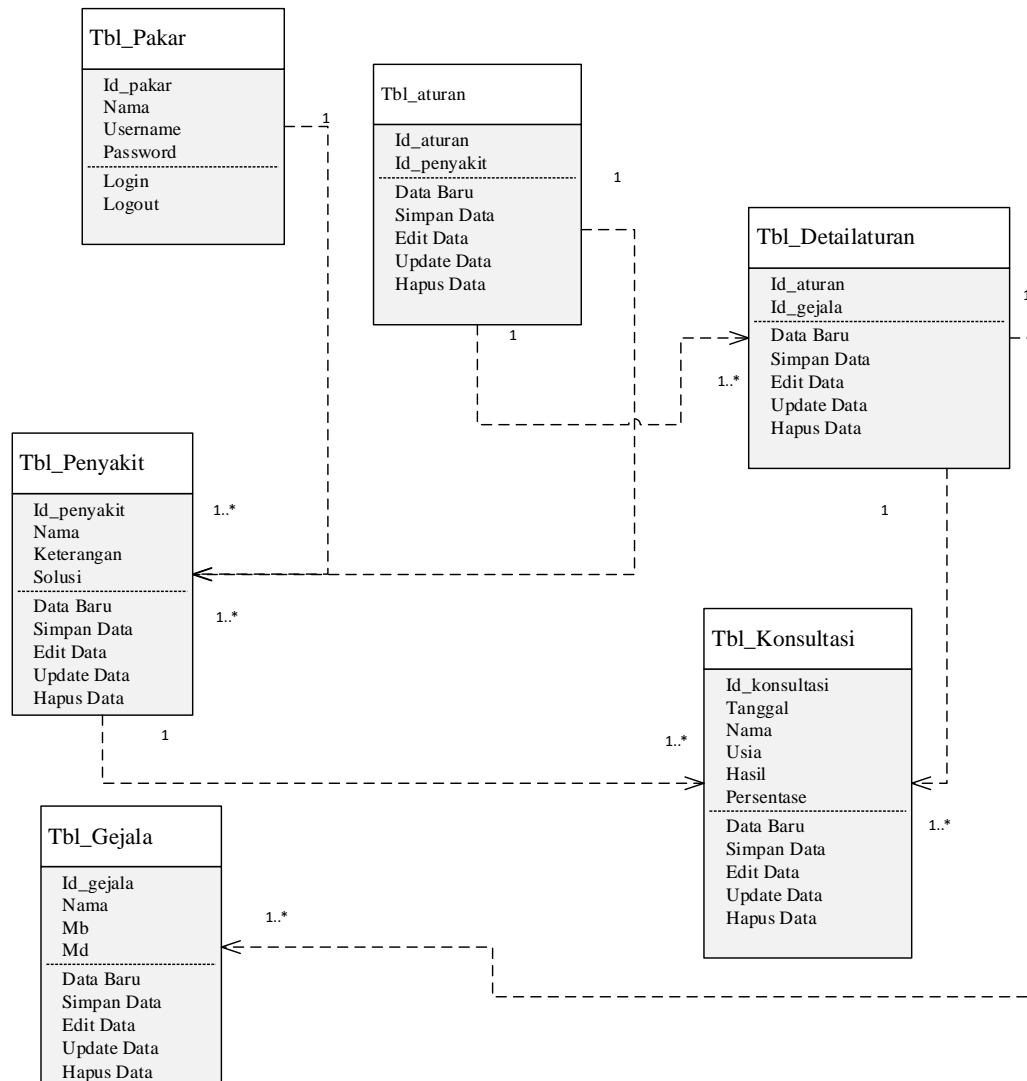 Tbl_Pakar
Id_pakar
Nama
Username
Password
Login
Logout
1
Tbl_aturan
Id_aturan
Id_penyakit
Data Baru
Simpan Data
Edit Data
Update Data
Hapus Data
1
1
Tbl_Detailaturan
Id_aturan
Id_gejala
Data Baru
Simpan Data
Edit Data
Update Data
Hapus Data
1
1..*
1
Tbl_Penyakit
Id_penyakit
Nama
Keterangan
Solusi
Data Baru
Simpan Data
Edit Data
Update Data
Hapus Data
1..*
1..*
1
Tbl_Konsultasi
Id_konsultasi
Tanggal
Nama
Usia
Hasil
Persentase
Data Baru
Simpan Data
Edit Data
Update Data
Hapus Data
1..*
1..*
Tbl_Gejala
Id_gejala
Nama
Mb
Md
Data Baru
Simpan Data
Edit Data
Update Data
Hapus Data
1..*